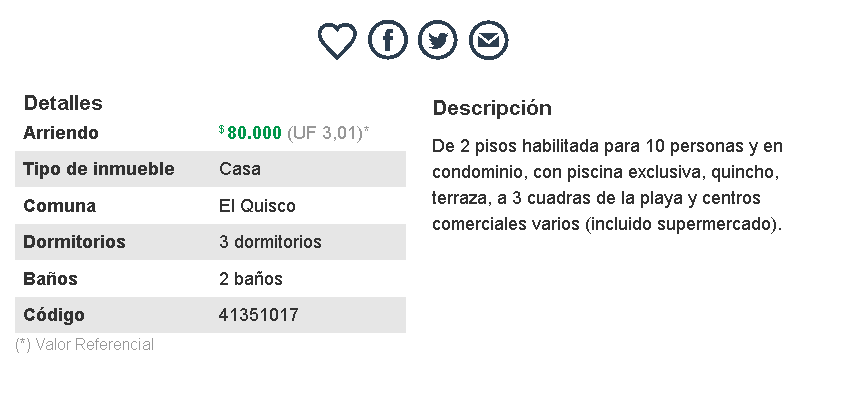 Detalles
Arriendo $ 80.000 (UF 3,01)*
Tipo de inmueble Casa
Comuna El Quisco
Dormitorios 3 dormitorios
Baños 2 baños
Código 41351017
(*) Valor Referencial
Descripción
De 2 pisos habilitada para 10 personas y en
condominio, con piscina exclusiva, quincho,
terraza, a 3 cuadras de la playa y centros
comerciales varios (incluido supermercado).